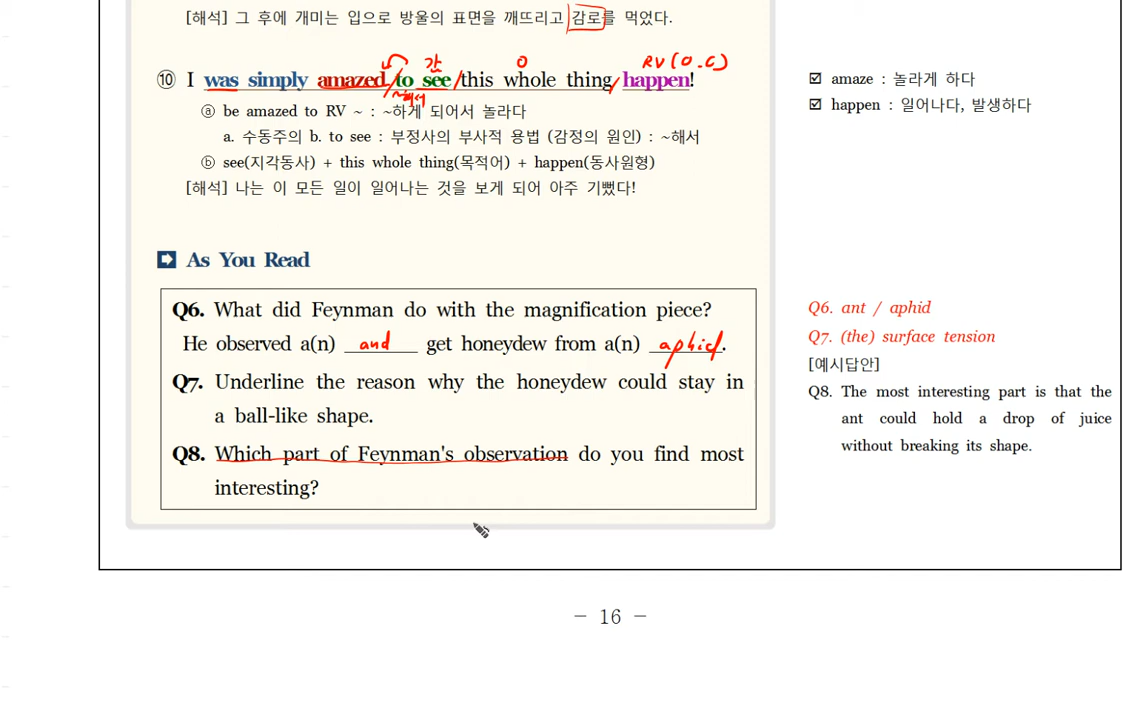 [해석] 그 후에 개미는 입으로 방울의 표면을 깨뜨리고 감로를 먹었다.
간 O RV(O.C)
⑩ I was simply amazed to see this whole thing happen!
~해서
ⓐ be amazed to RV ~ : ~하게 되어서 놀라다
a. 수동주의 b. to see : 부정사의 부사적 용법 (감정의 원인) : ~해서
ⓑ see(지각동사) + this whole thing(목적어) + happen(동사원형)
[해석] 나는 이 모든 일이 일어나는 것을 보게 되어 아주 기뻤다!
☑ amaze : 놀라게 하다
☑ happen : 일어나다, 발생하다
As You Read
Q6. What did Feynman do with the magnification piece?
He observed a(n) and get honeydew from a(n) aphid.
Q7. Underline the reason why the honeydew could stay in
a ball-like shape.
Q8. Which part of Feynman's observation do you find most
interesting?
Q6. ant / aphid
Q7. (the) surface tension
[예시답안]
Q8. The most interesting part is that the
ant could hold a drop of juice
without breaking its shape.
- 16 -